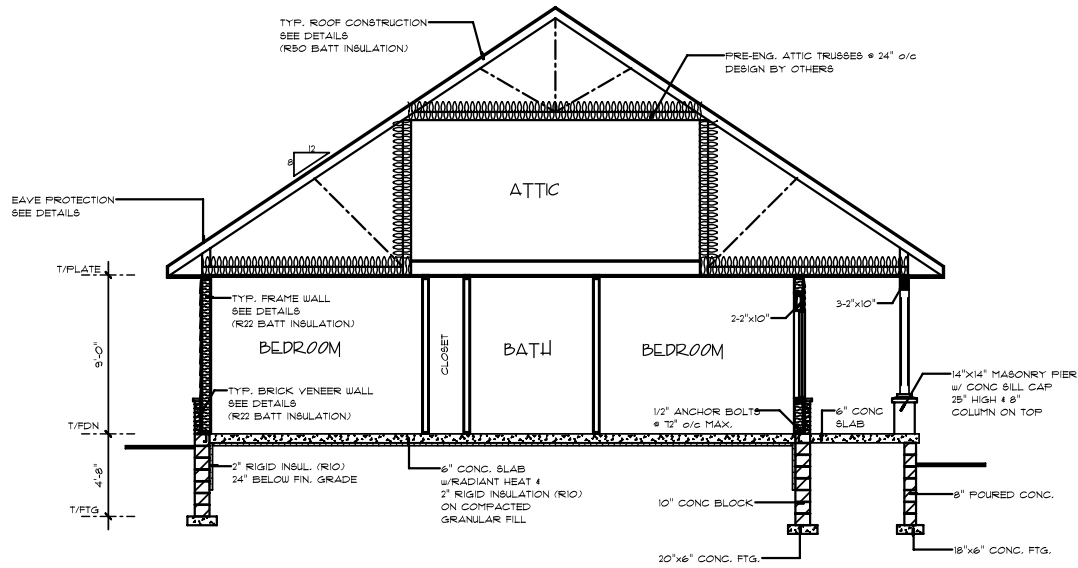 TYP. ROOF CONSTRUCTION
SEE DETAILS
(R50 BATT INSULATION)
PRE-ENG. ATTIC TRUSSES @ 24" o/c
DESIGN BY OTHERS
12
8
ATTIC
EAVE PROTECTION
SEE DETAILS
T/PLATE
TYP. FRAME WALL
SEE DETAILS
(R22 BATT INSULATION)
3-2"x10"
2-2"x10"
9'-0"
BEDROOM
CLOSET
BATH
BEDROOM
14"x14" MASONRY PIER
w/ CONC SILL CAP
25" HIGH & 8"
COLUMN ON TOP
TYP. BRICK VENEER WALL
SEE DETAILS
(R22 BATT INSULATION)
1/2" ANCHOR BOLTS
@ 72" o/c MAX.
6" CONC
SLAB
T/FDN
4'-8"
2" RIGID INSUL. (R10)
24" BELOW FIN. GRADE
6" CONC. SLAB
w/RADIANT HEAT &
2" RIGID INSULATION (R10)
ON COMPACTED
GRANULAR FILL
10" CONC BLOCK
8" POURED CONC.
T/FTG
20"x6" CONC. FTG.
18"x6" CONC. FTG.